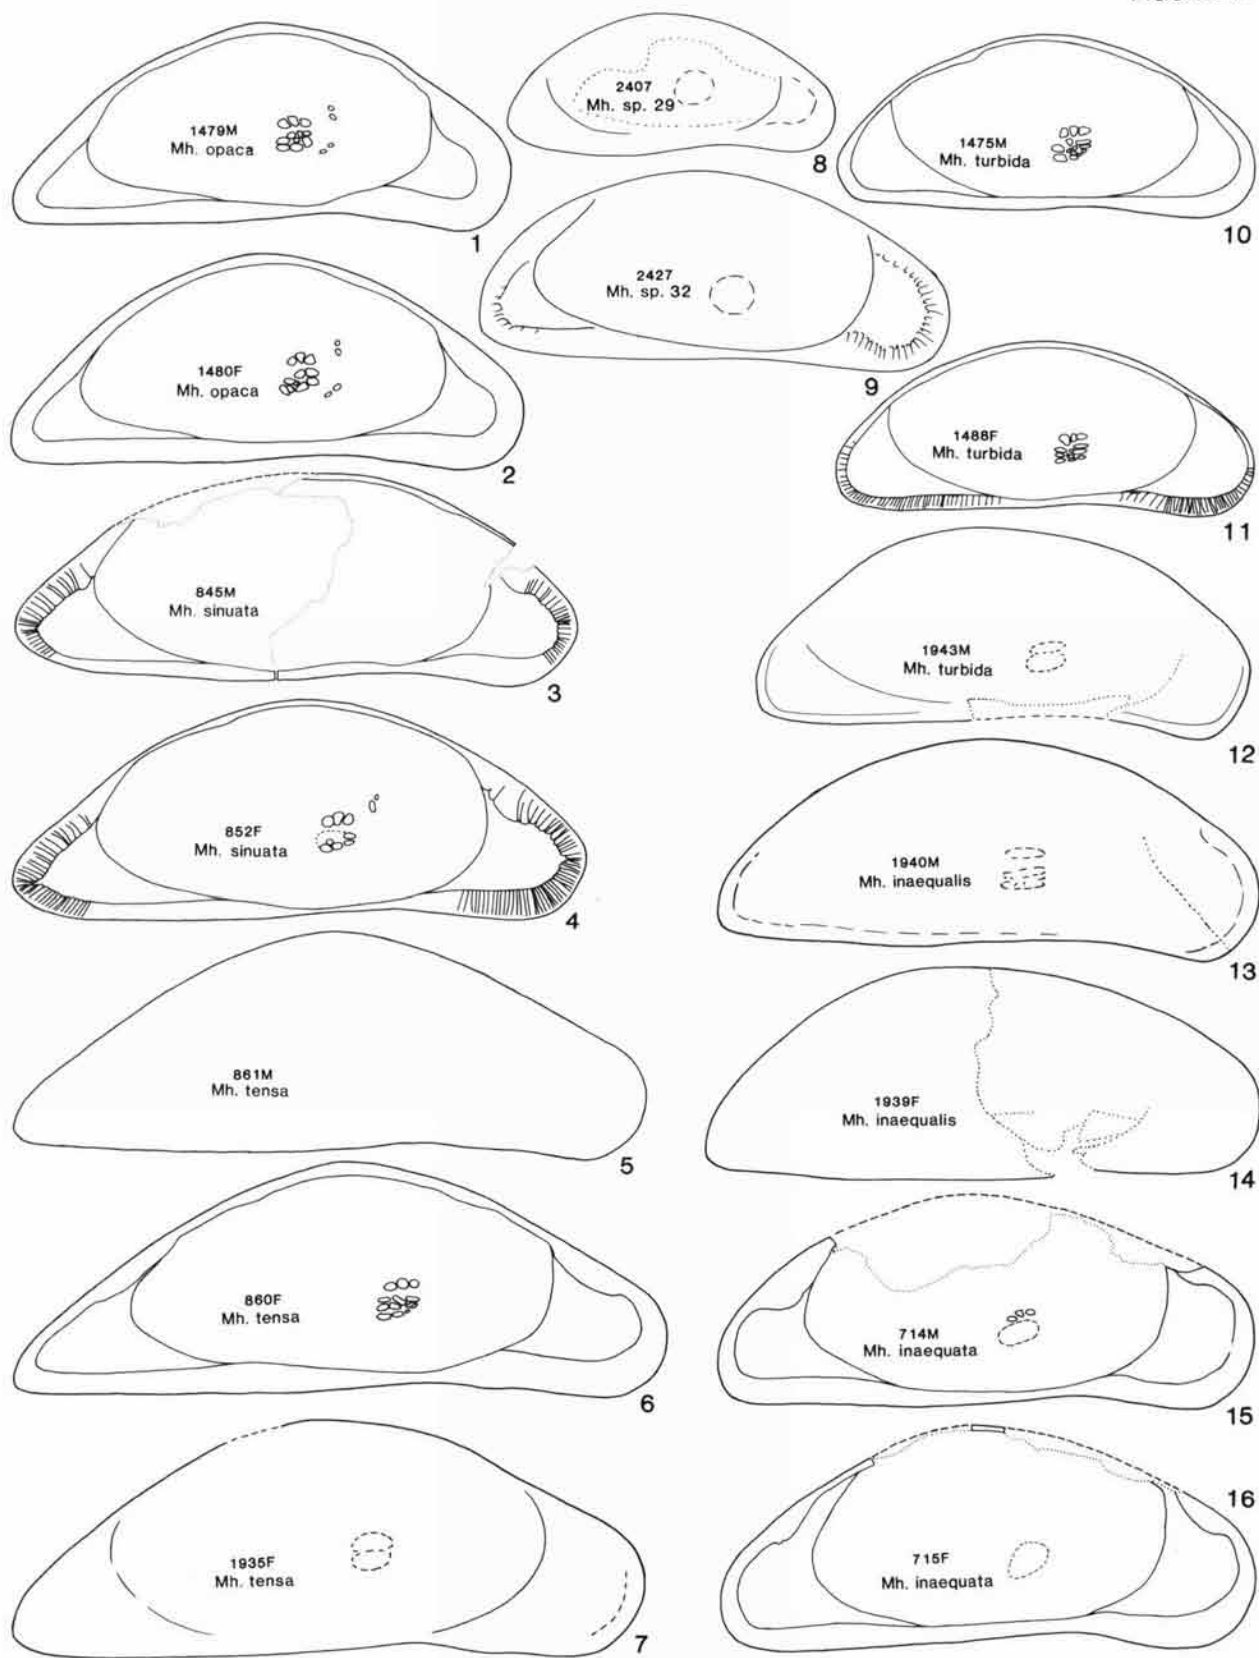 1479M
Mh. opaca
1
1480F
Mh. opaca
2
845M
Mh. sinuata
3
852F
Mh. sinuata
4
861M
Mh. tensa
5
860F
Mh. tensa
6
1935F
Mh. tensa
7
2407
Mh. sp. 29
8
2427
Mh. sp. 32
9
1475M
Mh. turbida
10
1488F
Mh. turbida
11
1943M
Mh. turbida
12
1940M
Mh. inaequalis
13
1939F
Mh. inaequalis
14
714M
Mh. inaequata
15
16
715F
Mh. inaequata